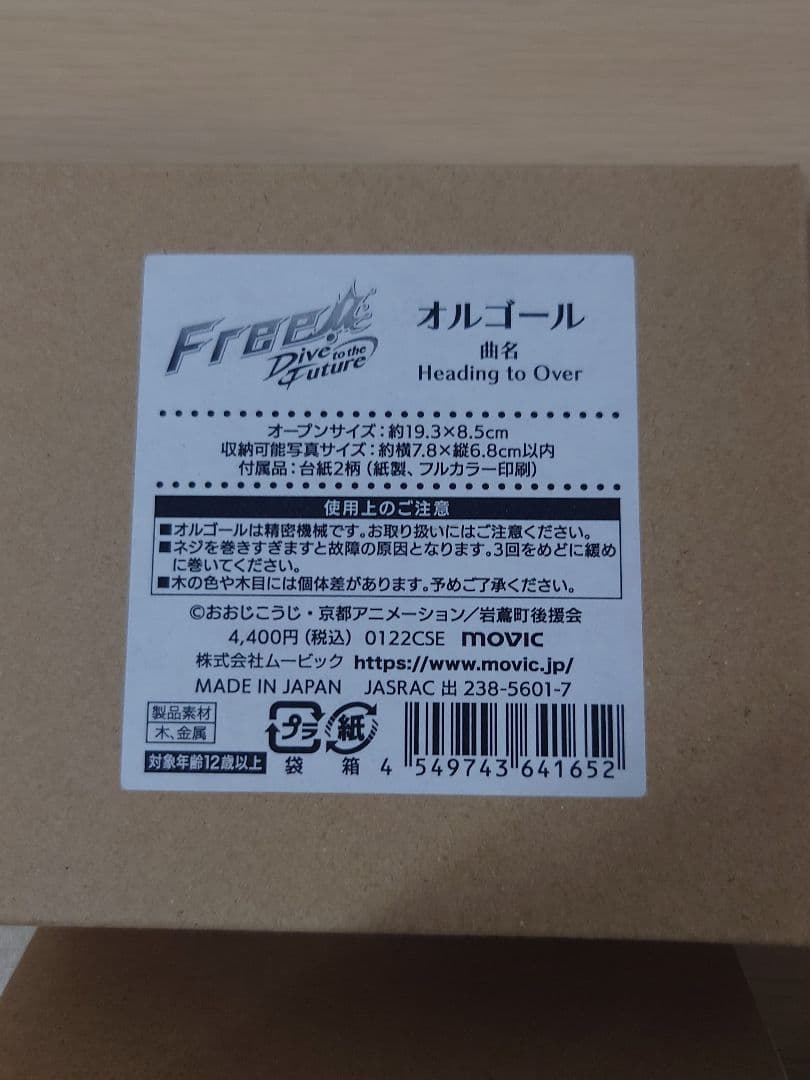 Free!
Dive to the Future
オルゴール
曲名
Heading to Over
オープンサイズ：約19.3×8.5cm
収納可能写真サイズ：約横7.8×縦6.8cm以内
付属品：台紙2柄（紙製、フルカラー印刷）
使用上のご注意
■オルゴールは精密機械です。お取り扱いにはご注意ください。
■ネジを巻きすぎますと故障の原因となります。3回をめどに緩め
に巻いてください。
■木の色や木目には個体差があります。予めご了承ください。
©おおじこうじ・京都アニメーション／岩鳶町後援会
4,400円（税込） 0122CSE movic
株式会社ムービック https://www.movic.jp/
MADE IN JAPAN JASRAC 出 238-5601-7
製品素材
木、金属
対象年齢12歳以上
プラ
袋
紙
箱
4 549743 641652